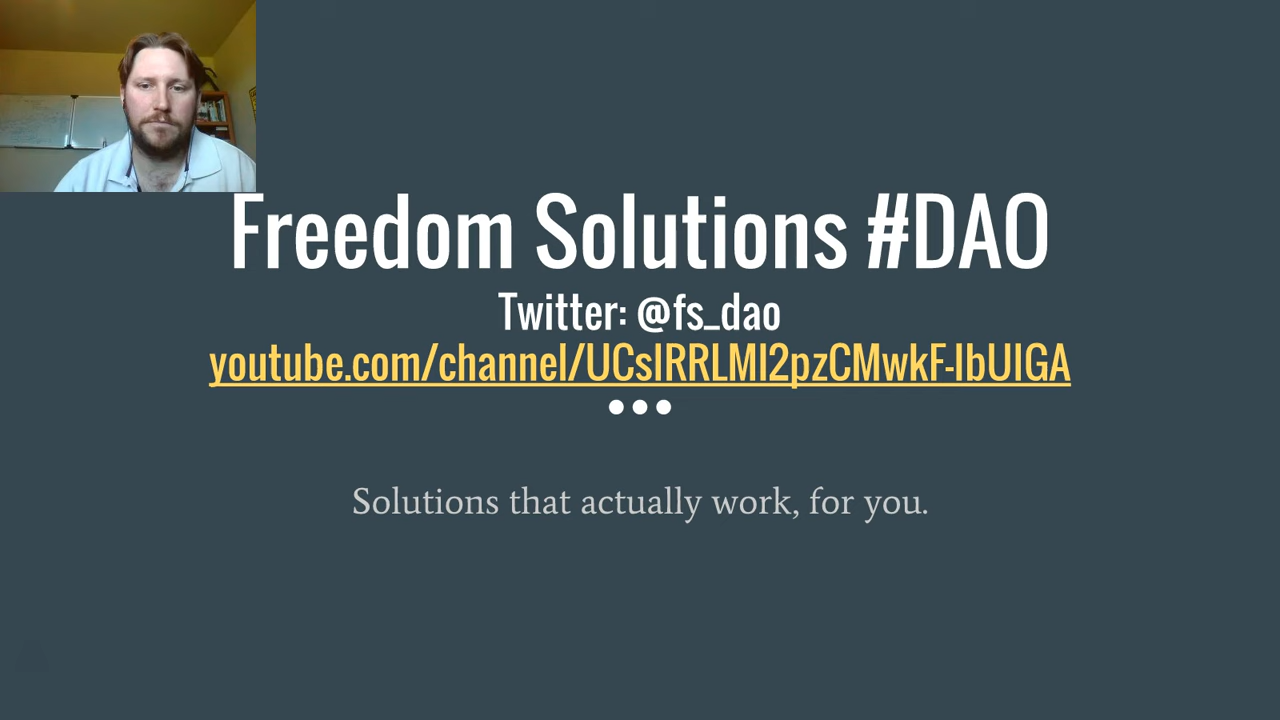 Freedom Solutions #DAO
Twitter: @fs_dao
youtube.com/channel/UCsIRRLMI2pzCMwkF-IbUIGA
Solutions that actually work, for you.